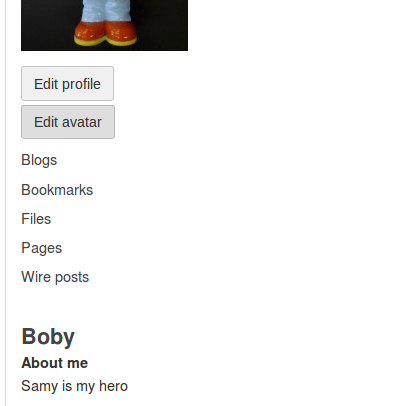 Edit profile
Edit avatar
Blogs
Bookmarks
Files
Pages
Wire posts
Boby
About me
Samy is my hero